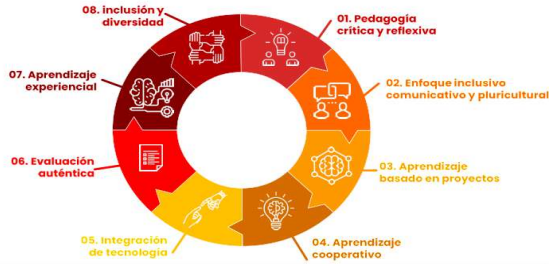 01. Pedagogía
crítica y reflexiva
02. Enfoque inclusivo
comunicativo y pluricultural
03. Aprendizaje
basado en proyectos
04. Aprendizaje
cooperativo
05. Integración
de tecnología
06. Evaluación
auténtica
07. Aprendizaje
experiencial
08. inclusión y
diversidad